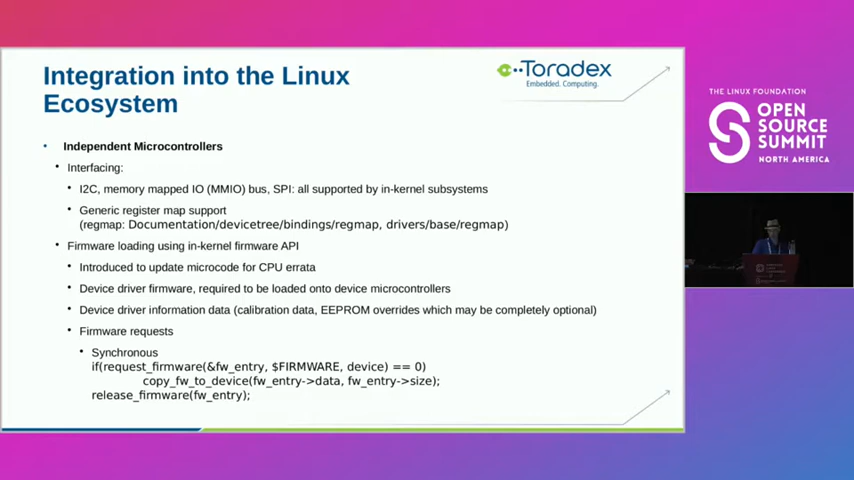 Integration into the Linux
Ecosystem
Toradex
Embedded. Computing.
• Independent Microcontrollers
• Interfacing:
• I2C, memory mapped IO (MMIO) bus, SPI: all supported by in-kernel subsystems
• Generic register map support
(regmap: Documentation/devicetree/bindings/regmap, drivers/base/regmap)
• Firmware loading using in-kernel firmware API
• Introduced to update microcode for CPU errata
• Device driver firmware, required to be loaded onto device microcontrollers
• Device driver information data (calibration data, EEPROM overrides which may be completely optional)
• Firmware requests
• Synchronous
if(request_firmware(&fw_entry, $FIRMWARE, device) == 0)
copy_fw_to_device(fw_entry->data, fw_entry->size);
release_firmware(fw_entry);
THE LINUX FOUNDATION
OPEN
SOURCE
SUMMIT
NORTH AMERICA